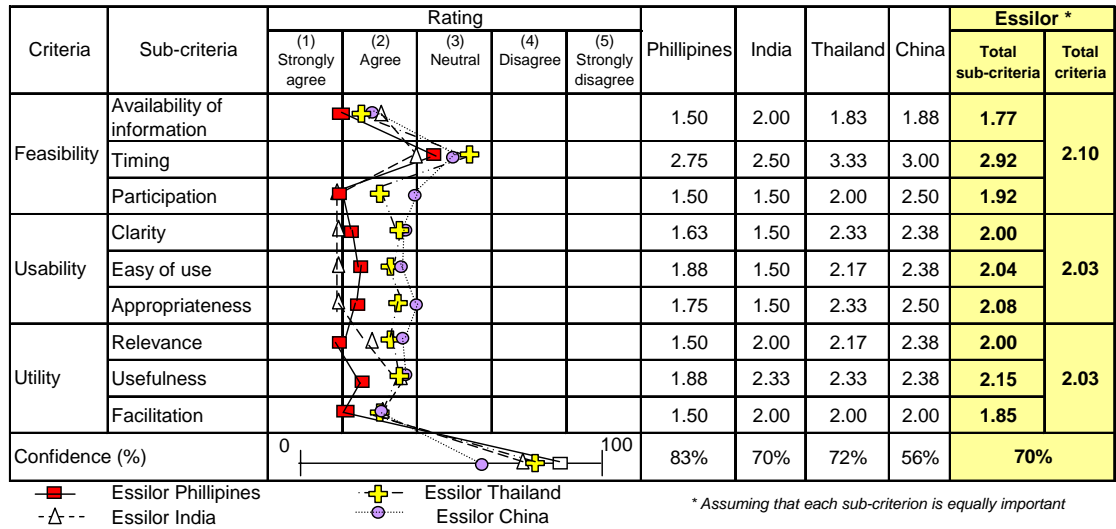 Criteria
Sub-criteria
Rating
(1) Strongly agree
(2) Agree
(3) Neutral
(4) Disagree
(5) Strongly disagree
Phillipines
India
Thailand
China
Essilor *
Total sub-criteria
Total criteria
Feasibility
Availability of information 1.50 2.00 1.83 1.88 1.77
Timing 2.75 2.50 3.33 3.00 2.92
2.10
Participation 1.50 1.50 2.00 2.50 1.92
Usability
Clarity 1.63 1.50 2.33 2.38 2.00
Easy of use 1.88 1.50 2.17 2.38 2.04
2.03
Appropriateness 1.75 1.50 2.33 2.50 2.08
Utility
Relevance 1.50 2.00 2.17 2.38 2.00
Usefulness 1.88 2.33 2.33 2.38 2.15
2.03
Facilitation 1.50 2.00 2.00 2.00 1.85
Confidence (%) 0 100 83% 70% 72% 56% 70%
Essilor Phillipines
Essilor India
Essilor Thailand
Essilor China
* Assuming that each sub-criterion is equally important